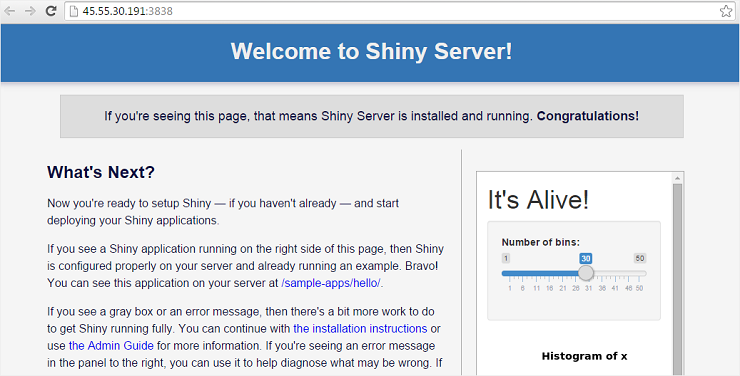 45.55.30.191:3838
Welcome to Shiny Server!
If you're seeing this page, that means Shiny Server is installed and running. Congratulations!
What's Next?
Now you're ready to setup Shiny — if you haven't already — and start
deploying your Shiny applications.
If you see a Shiny application running on the right side of this page, then Shiny
is configured properly on your server and already running an example. Bravo!
You can see this application on your server at /sample-apps/hello/.
If you see a gray box or an error message, then there's a bit more work to do
to get Shiny running fully. You can continue with the installation instructions or
use the Admin Guide for more information. If you're seeing an error message
in the panel to the right, you can use it to help diagnose what may be wrong. If
It's Alive!
Number of bins:
1 30 50
1 6 11 16 21 26 31 36 41 46 50
Histogram of x